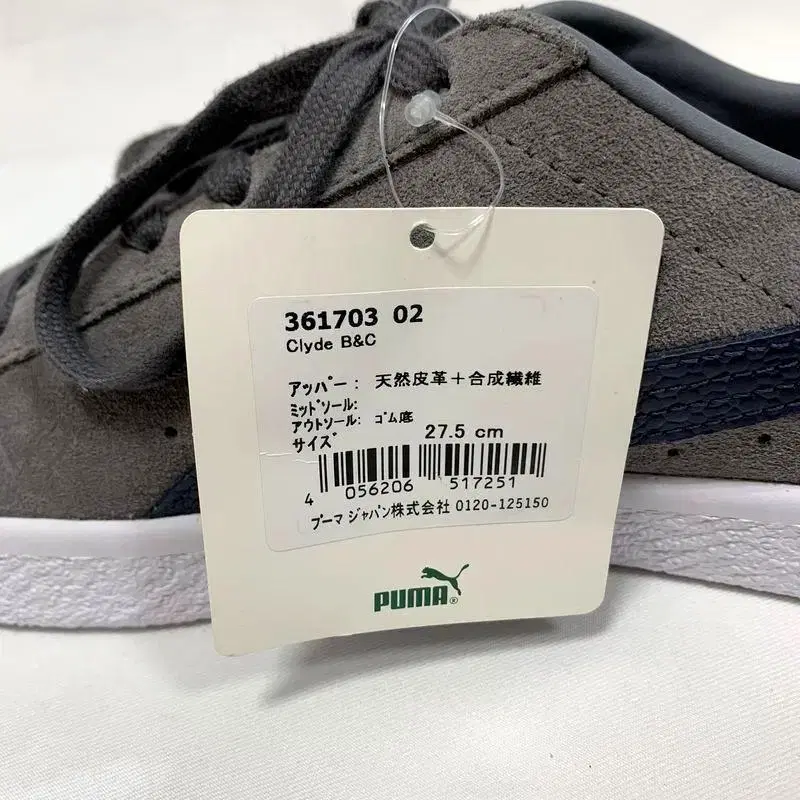 361703 02
Clyde B&C
アッパー： 天然皮革＋合成繊維
ミッドソール:
アウトソール: ゴム底
サイズ 27.5 cm
4 056206 517251
プーマ ジャパン株式会社 0120-125150
PUMA®